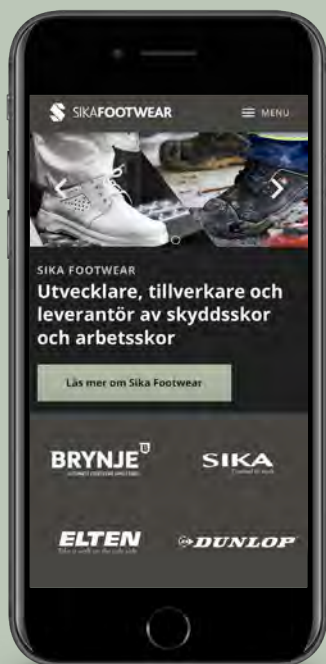 SIKAFOOTWEAR
MENU
SIKA FOOTWEAR
Utvecklare, tillverkare och
leverantör av skyddsskor
och arbetsskor
Läs mer om Sika Footwear
BRYNJE B
SIKA
ELTEN
DUNLOP